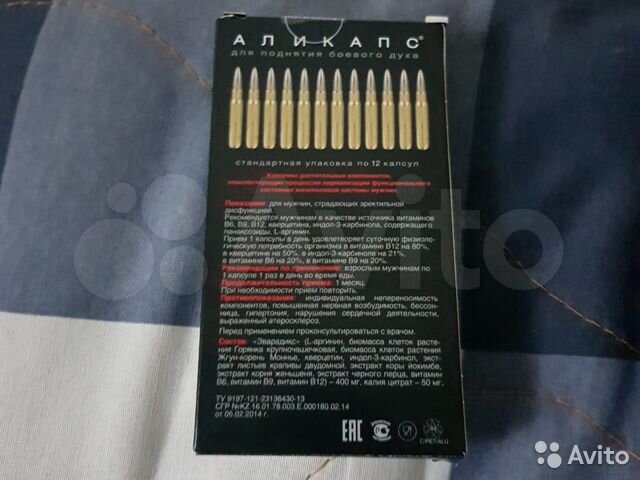 АЛИКАПС®
для поднятия боевого духа
стандартная упаковка по 12 капсул
Комплекс растительных компонентов,
способствующих процессам нормализации функционального
состояния мочеполовой системы мужчин.
Показания: для мужчин, страдающих эректильной
дисфункцией.
Рекомендуется мужчинам в качестве источника витаминов
В6, В9, В12, кверцетина, индол-3-карбинола, содержащего
панаксозиды, L-аргинин.
Прием 1 капсулы в день удовлетворяет суточную физиоло-
гическую потребность организма в витамине В12 на 80%,
в кверцетине на 50%, в индол-3-карбиноле на 21%,
в витамине В6 на 20%, в витамине В9 на 20%.
Рекомендации по применению: взрослым мужчинам по
1 капсуле 1 раз в день во время еды.
Продолжительность приема: 1 месяц.
При необходимости прием повторить.
Противопоказания: индивидуальная непереносимость
компонентов, повышенная нервная возбудимость, бессон-
ница, гипертония, нарушения сердечной деятельности,
выраженный атеросклероз.
Перед применением проконсультироваться с врачом.
Состав: «Эварадикс» (L-аргинин, биомасса клеток расте-
ния Горянка крупночашечковая, биомасса клеток растения
Жгун-корень Монные, кверцетин, индол-3-карбинол, экс-
тракт листьев крапивы двудомной, экстракт коры йохимбе,
экстракт корня женьшеня, экстракт черного перца, витамин
В6, витамин В9, витамин В12) – 400 мг, калия цитрат – 50 мг.
ТУ 9197-121-23136430-13
СГР №KZ 16.01.78.003.Е.000180.02.14
от 05.02.2014 г.
ЕАС
C/PET-ALU
Avito
Avito